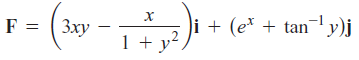 F = (3xy − x/(1 + y²))i + (eˣ + tan⁻¹ y)j